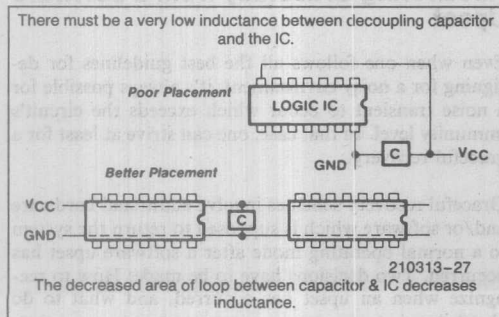 There must be a very low inductance between decoupling capacitor
and the IC.
Poor Placement
LOGIC IC
C
VCC
GND
Better Placement
VCC
GND
C
210313–27
The decreased area of loop between capacitor & IC decreases
inductance.